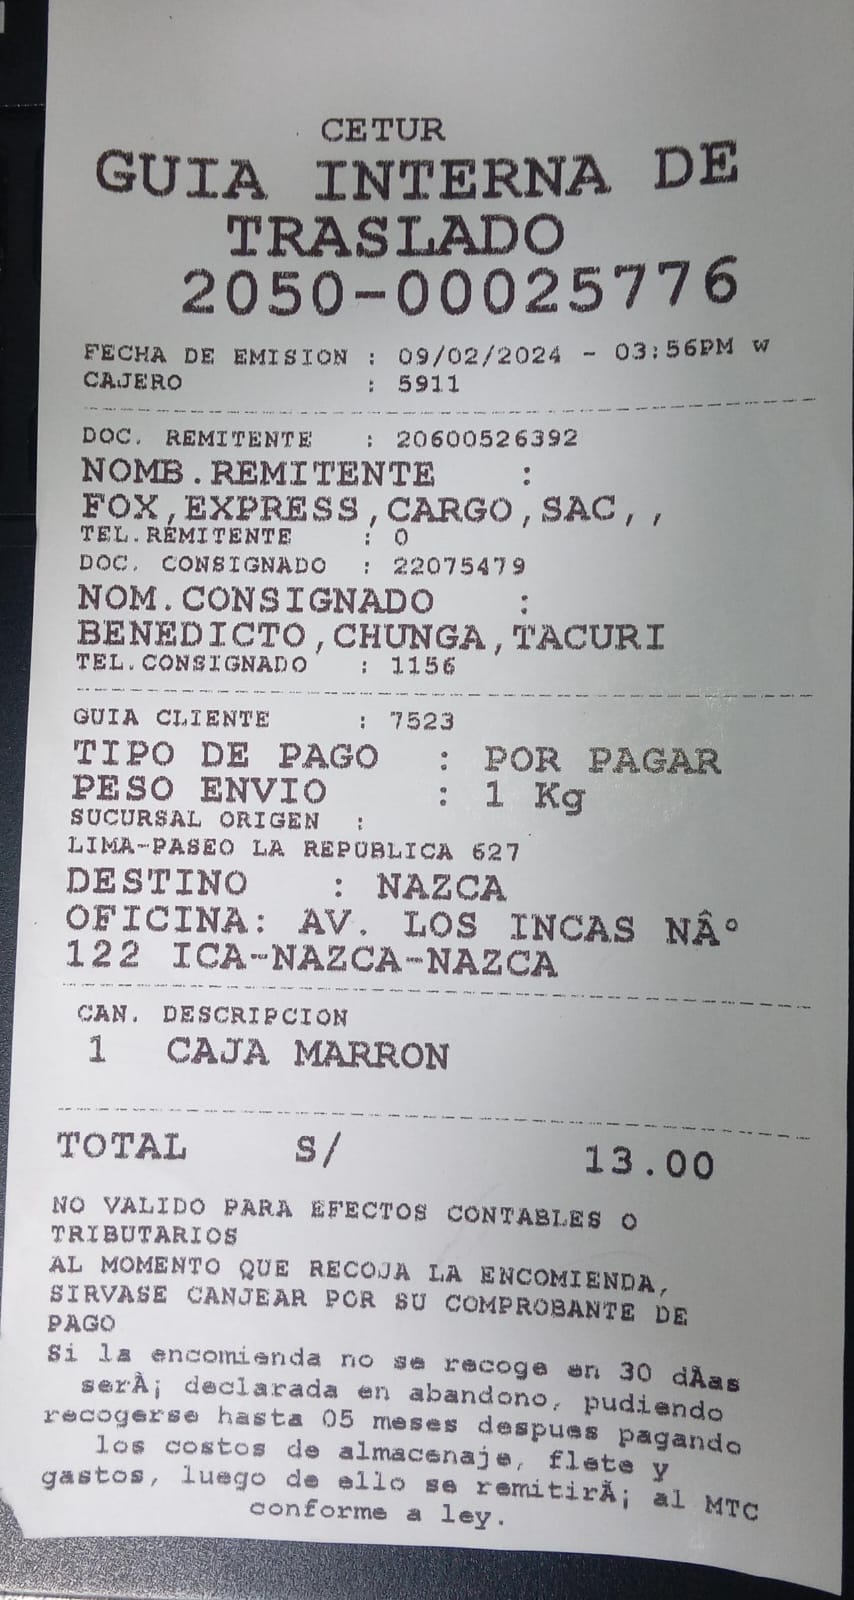 CETUR
GUIA INTERNA DE
TRASLADO
2050-00025776
FECHA DE EMISION : 09/02/2024 - 03:56PM w
CAJERO : 5911
DOC. REMITENTE : 20600526392
NOMB.REMITENTE :
FOX,EXPRESS,CARGO,SAC,,
TEL.REMITENTE : 0
DOC. CONSIGNADO : 22075479
NOM.CONSIGNADO :
BENEDICTO,CHUNGA,TACURI
TEL.CONSIGNADO : 1156
GUIA CLIENTE : 7523
TIPO DE PAGO : POR PAGAR
PESO ENVIO : 1 Kg
SUCURSAL ORIGEN :
LIMA-PASEO LA REPUBLICA 627
DESTINO : NAZCA
OFICINA: AV. LOS INCAS NÂº
122 ICA-NAZCA-NAZCA
CAN. DESCRIPCION
1 CAJA MARRON
TOTAL S/ 13.00
NO VALIDO PARA EFECTOS CONTABLES O
TRIBUTARIOS
AL MOMENTO QUE RECOJA LA ENCOMIENDA,
SIRVASE CANJEAR POR SU COMPROBANTE DE
PAGO
Si la encomienda no se recoge en 30 dÃas
serÃ¡ declarada en abandono, pudiendo
recogerse hasta 05 meses despues pagando
los costos de almacenaje, flete y
gastos, luego de ello se remitirÃ¡ al MTC
conforme a ley.